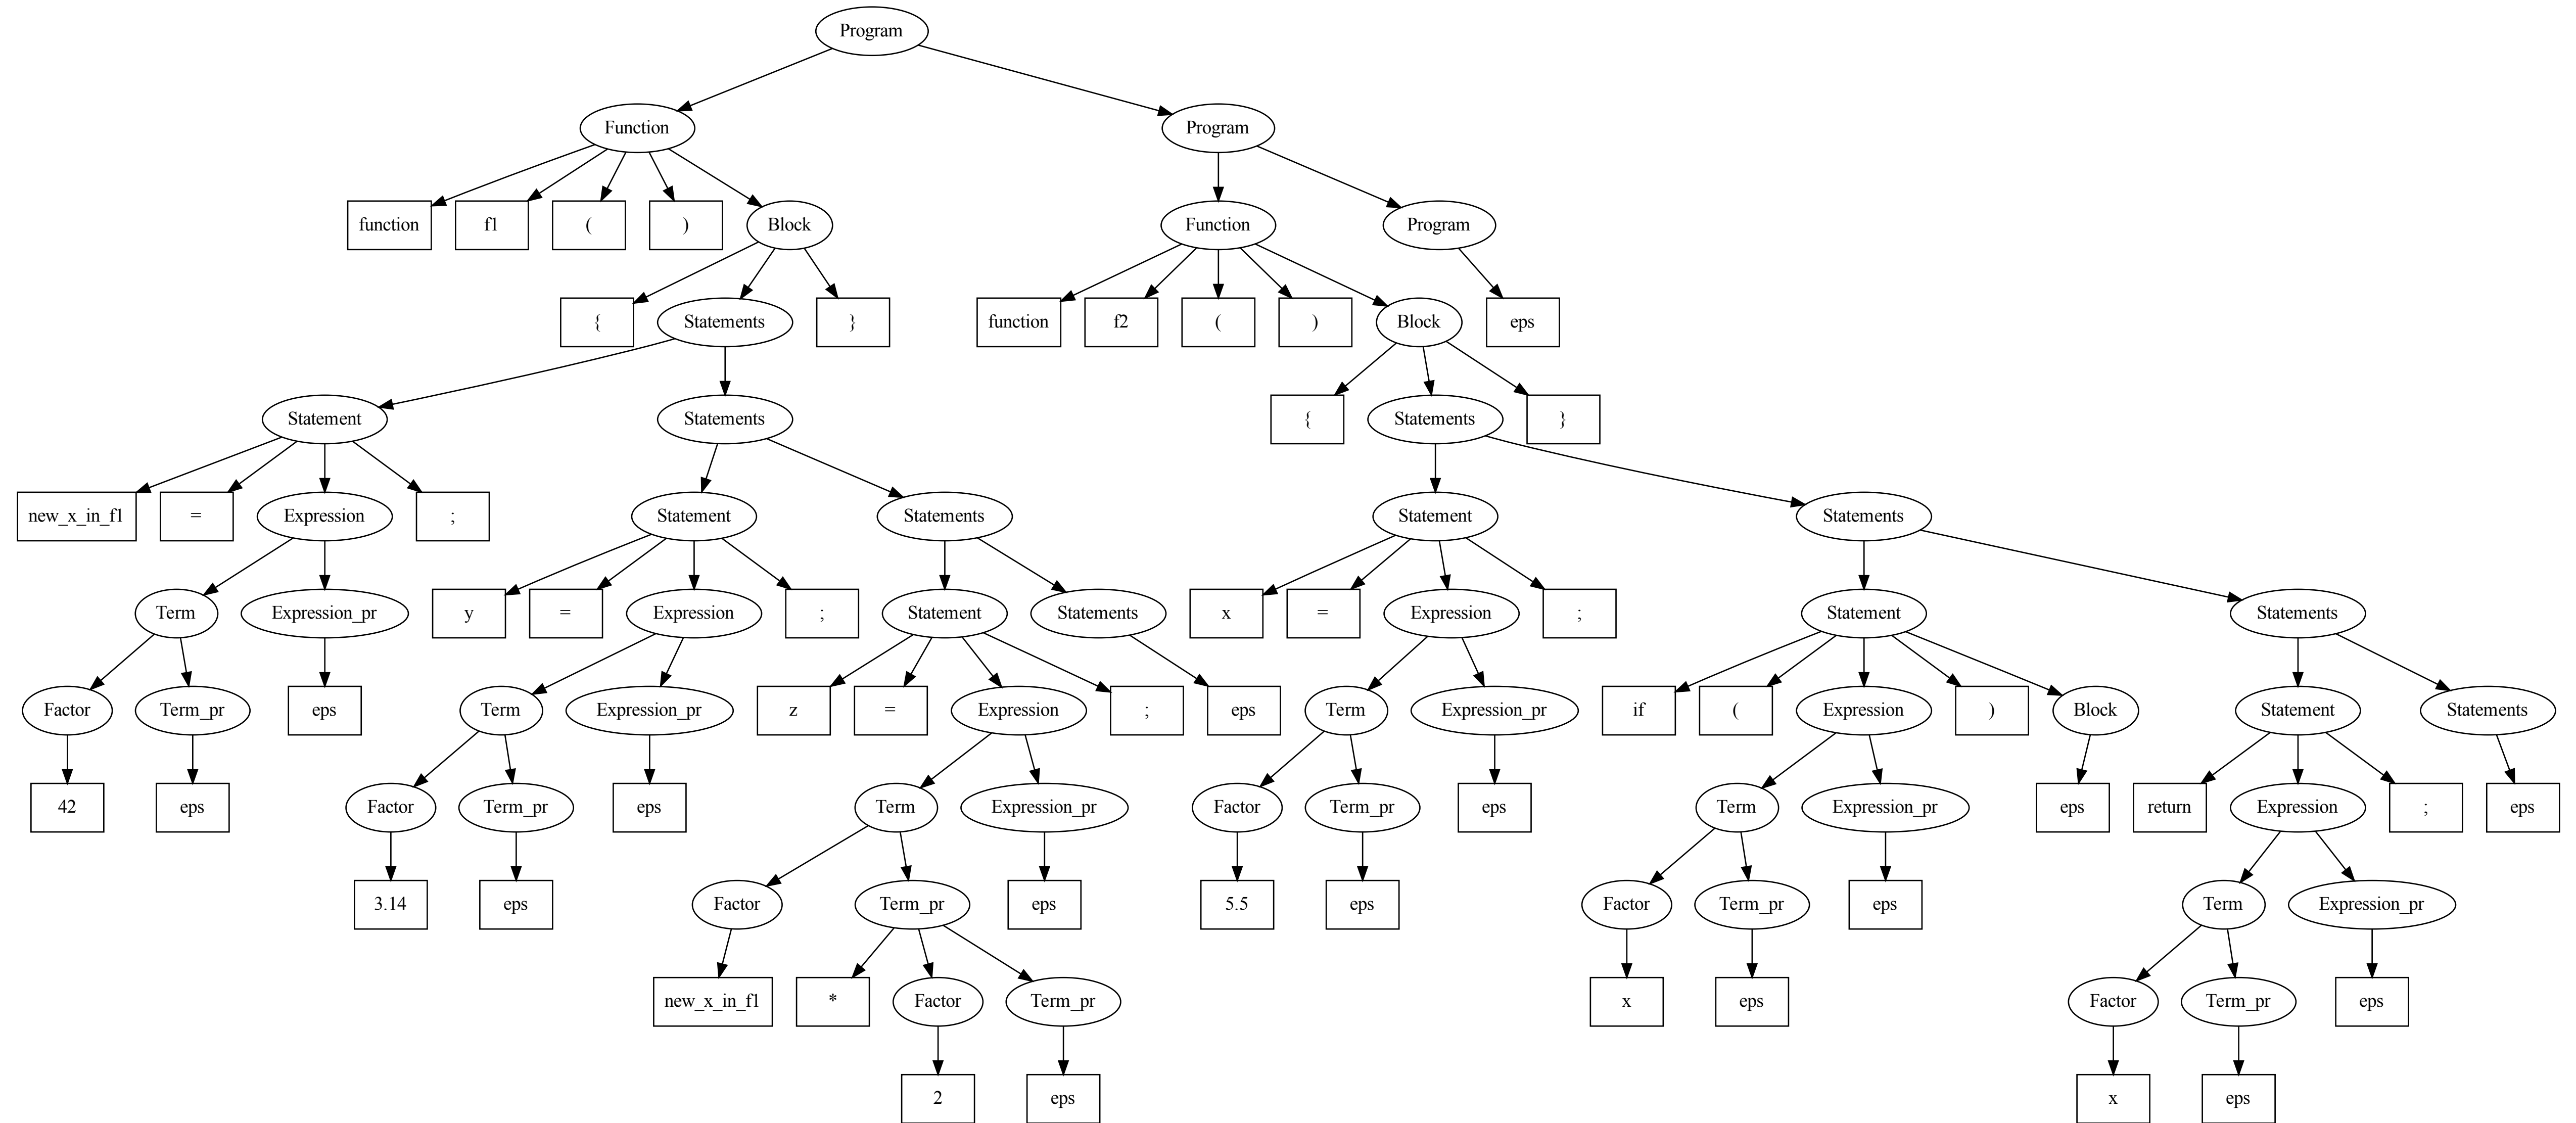 Program
Function Program
function f1 ( ) Block Function Program
{ Statements } function f2 ( ) Block eps
Statement Statements { Statements }
new_x_in_f1 = Expression ; Statement Statements Statement Statements
Term Expression_pr y = Expression ; Statement Statements x = Expression ; Statement Statements
Factor Term_pr eps Term Expression_pr z = Expression ; eps Term Expression_pr if ( Expression ) Block Statement Statements
42 eps Factor Term_pr eps Term Expression_pr Factor Term_pr eps Term Expression_pr eps return Expression ; eps
3.14 eps Factor Term_pr eps 5.5 eps Factor Term_pr eps Term Expression_pr
new_x_in_f1 * Factor Term_pr x eps Factor Term_pr eps
2 eps x eps